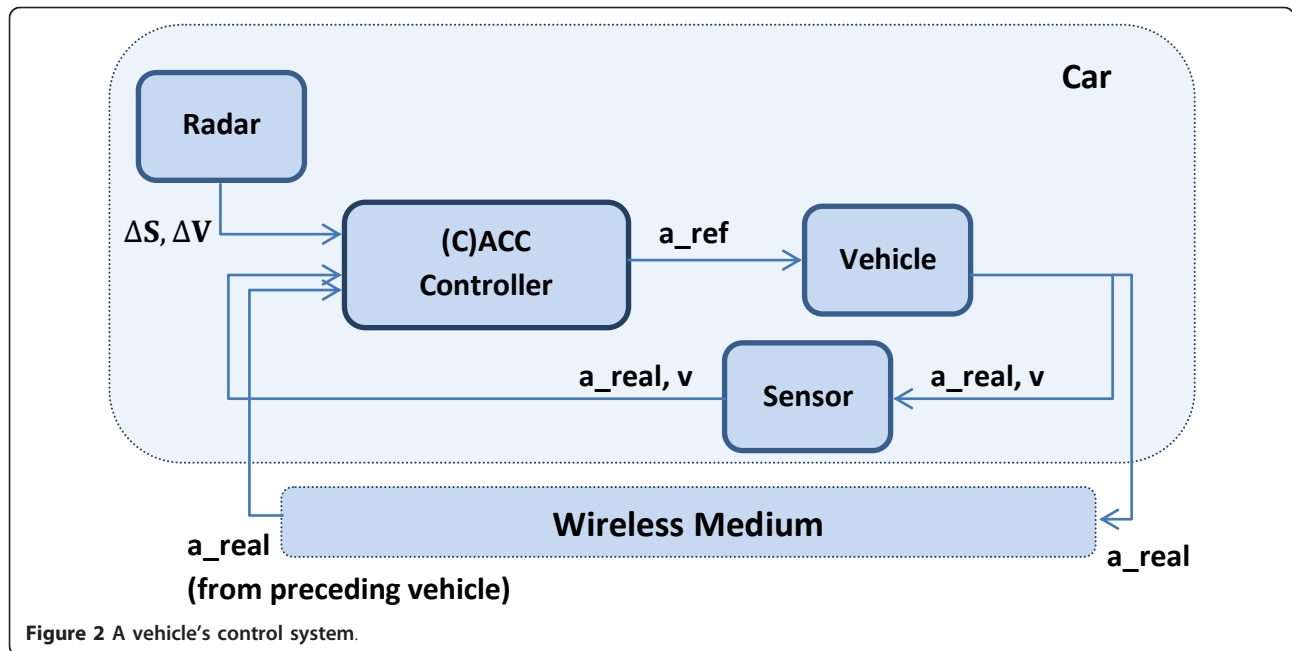 Car
Radar
ΔS, ΔV
(C)ACC
Controller
a_ref
Vehicle
a_real, v
Sensor
a_real, v
Wireless Medium
a_real
(from preceding vehicle)
a_real
Figure 2 A vehicle's control system.